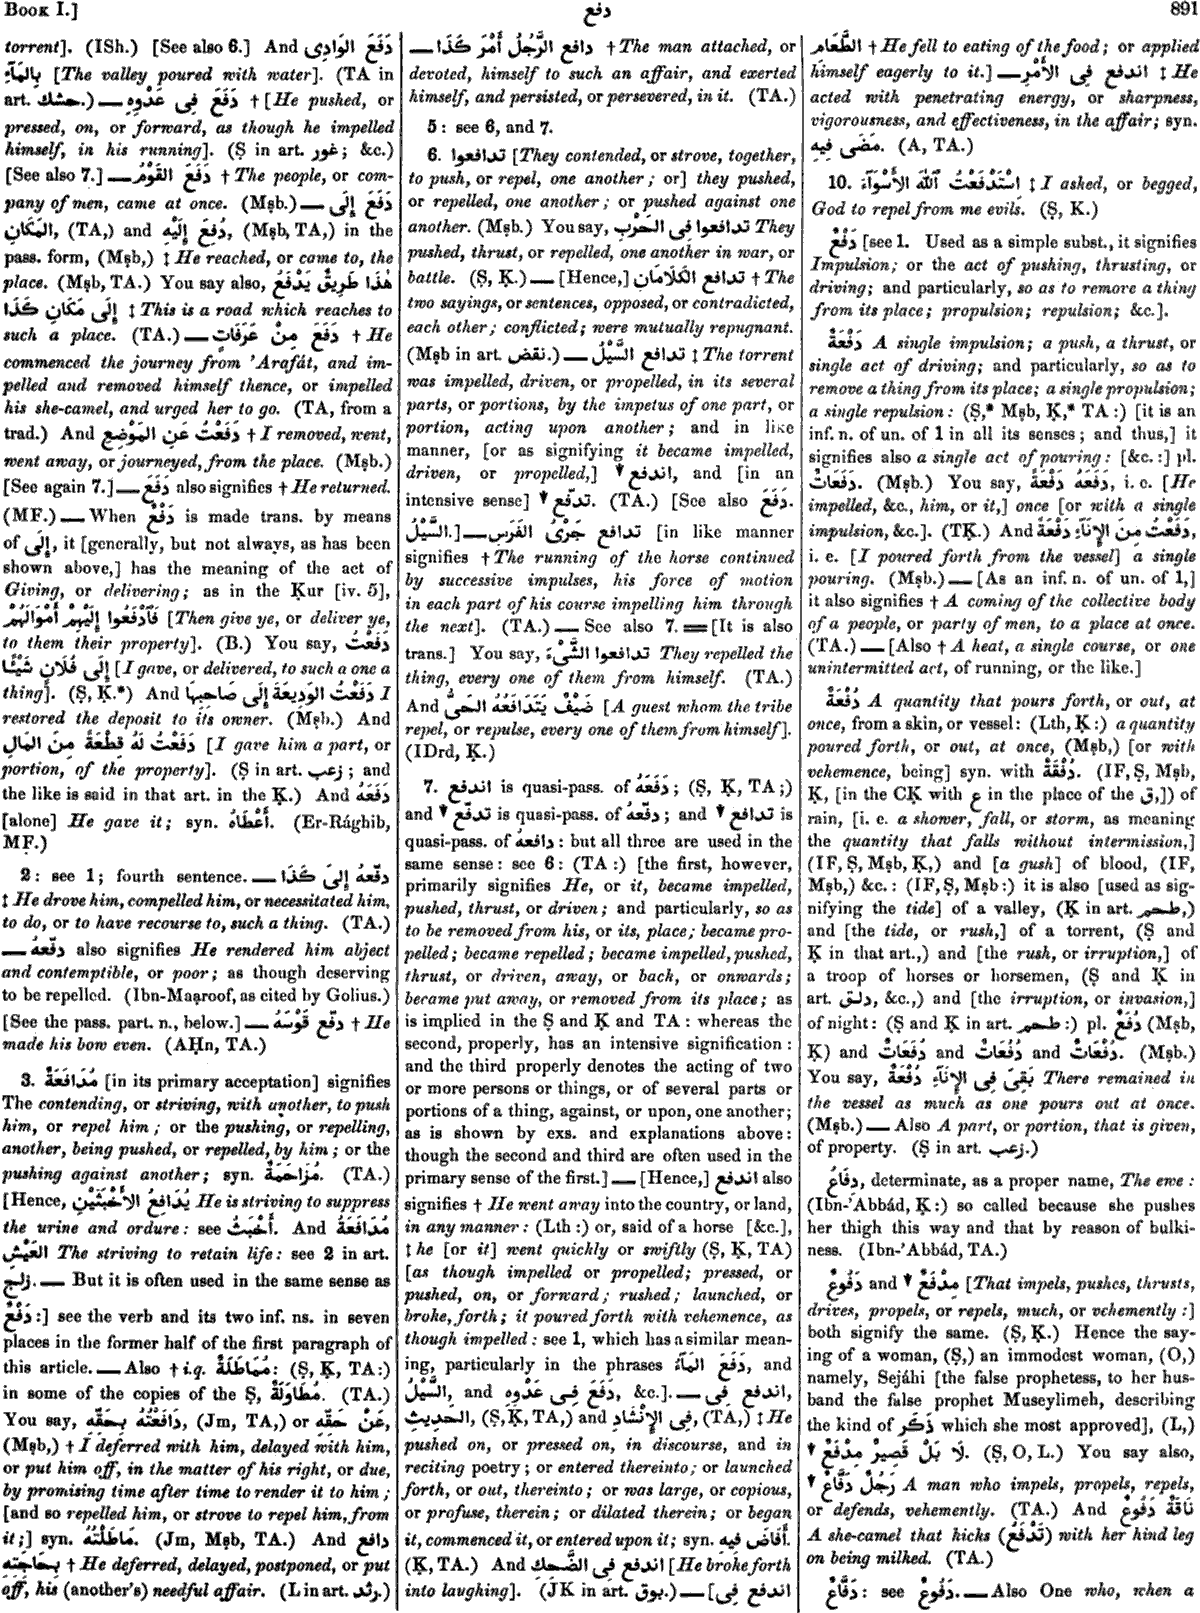 BOOK I.]
دفع
891
torrent]. (ISh.) [See also 6.] And دَفَعَ الوَادِى
بِالمَآءِ [The valley poured with water]. (TA in
art. حشك.) — دَفَعَ فِى عَدْوِهِ † [He pushed, or
pressed, on, or forward, as though he impelled
himself, in his running]. (Ṣ in art. غور; &c.)
[See also 7.] — دَفَعَ القَوْمُ † The people, or com-
pany of men, came at once. (Mṣb.) — دَفَعَ إِلَى
المَكَانِ, (TA,) and دُفِعَ إِلَيْهِ, (Mṣb, TA,) in the
pass. form, (Mṣb,) ‡ He reached, or came to, the
place. (Mṣb, TA.) You say also, هٰذَا طَرِيقٌ يَدْفَعُ
إِلَى مَكَانِ كَذَا ‡ This is a road which reaches to
such a place. (TA.) — دَفَعَ مِنْ عَرَفَاتٍ † He
commenced the journey from 'Arafát, and im-
pelled and removed himself thence, or impelled
his she-camel, and urged her to go. (TA, from a
trad.) And دَفَعْتُ عَنِ المَوْضِعِ † I removed, went,
went away, or journeyed, from the place. (Mṣb.)
[See again 7.] — دَفَعَ also signifies † He returned.
(MF.) — When دَفْعٌ is made trans. by means
of إِلَى, it [generally, but not always, as has been
shown above,] has the meaning of the act of
Giving, or delivering; as in the Ḳur [iv. 5],
فَٱدْفَعُوا إِلَيْهِمْ أَمْوَالَهُمْ [Then give ye, or deliver ye,
to them their property]. (B.) You say, دَفَعْتُ
إِلَى فُلَانٍ شَيْئًا [I gave, or delivered, to such a one a
thing]. (Ṣ, Ḳ.*) And دَفَعْتُ الوَدِيعَةَ إِلَى صَاحِبِهَا I
restored the deposit to its owner. (Mṣb.) And
دَفَعْتُ لَهُ قِطْعَةً مِنَ المَالِ [I gave him a part, or
portion, of the property]. (Ṣ in art. زعب; and
the like is said in that art. in the Ḳ.) And دَفَعَهُ
[alone] He gave it; syn. أَعْطَاهُ. (Er-Rághib,
MF.)
2: see 1; fourth sentence. — دفّعهُ إِلَى كَذَا
‡ He drove him, compelled him, or necessitated him,
to do, or to have recourse to, such a thing. (TA.)
— دفّعهُ also signifies He rendered him abject
and contemptible, or poor; as though deserving
to be repelled. (Ibn-Maạroof, as cited by Golius.)
[See the pass. part. n., below.] — دفّع قَوْسَهُ † He
made his bow even. (AḤn, TA.)
3. مُدَافَعَةٌ [in its primary acceptation] signifies
The contending, or striving, with another, to push
him, or repel him; or the pushing, or repelling,
another, being pushed, or repelled, by him; or the
pushing against another; syn. مُزَاحَمَةٌ. (TA.)
[Hence, يُدَافِعُ الأَخْبَثَيْنِ He is striving to suppress
the urine and ordure: see أَخْبَثُ. And مُدَافَعَةُ
العَيْشِ The striving to retain life: see 2 in art.
زلج. — But it is often used in the same sense as
دَفْعٌ:] see the verb and its two inf. ns. in seven
places in the former half of the first paragraph of
this article. — Also † i.q. مُمَاطَلَةٌ: (Ṣ, Ḳ, TA:)
in some of the copies of the Ṣ, مُطَاوَلَةٌ. (TA.)
You say, دَافَعْتُهُ بِحَقِّهِ, (Jm, TA,) or عَنْ حَقِّهِ,
(Mṣb,) † I deferred with him, delayed with him,
or put him off, in the matter of his right, or due,
by promising time after time to render it to him;
[and so repelled him, or strove to repel him, from
it;] syn. مَاطَلْتُهُ. (Jm, Mṣb, TA.) And دافع
بِحَاجَتِهِ † He deferred, delayed, postponed, or put
off, his (another's) needful affair. (L in art. رثد.)
— دافع الرَّجُلُ أَمْرَ كَذَا † The man attached, or
devoted, himself to such an affair, and exerted
himself, and persisted, or persevered, in it. (TA.)
5: see 6, and 7.
6. تدافعوا [They contended, or strove, together,
to push, or repel, one another; or] they pushed,
or repelled, one another; or pushed against one
another. (Mṣb.) You say, تدافعوا فِى الحَرْبِ They
pushed, thrust, or repelled, one another in war, or
battle. (Ṣ, Ḳ.) — [Hence,] تدافع الكَلَامَانِ † The
two sayings, or sentences, opposed, or contradicted,
each other; conflicted; were mutually repugnant.
(Mṣb in art. نقض.) — تدافع السَّيْلُ ‡ The torrent
was impelled, driven, or propelled, in its several
parts, or portions, by the impetus of one part, or
portion, acting upon another; and in like
manner, [or as signifying it became impelled,
driven, or propelled,] ▾ اندفع, and [in an
intensive sense] ▾ تدفّع. (TA.) [See also دَفَعَ
السَّيْلُ.] — تدافع جَرْىُ الفَرَسِ [in like manner
signifies † The running of the horse continued
by successive impulses, his force of motion
in each part of his course impelling him through
the next]. (TA.) — See also 7. = [It is also
trans.] You say, تدافعوا الشَّىْءَ They repelled the
thing, every one of them from himself. (TA.)
And ضَيْفٌ يَتَدَافَعُهُ الحَىُّ [A guest whom the tribe
repel, or repulse, every one of them from himself].
(IDrd, Ḳ.)
7. اندفع is quasi-pass. of دَفَعَهُ; (Ṣ, Ḳ, TA;)
and ▾ تدفّع is quasi-pass. of دفّعهُ; and ▾ تدافع is
quasi-pass. of دافعهُ: but all three are used in the
same sense: see 6: (TA:) [the first, however,
primarily signifies He, or it, became impelled,
pushed, thrust, or driven; and particularly, so as
to be removed from his, or its, place; became pro-
pelled; became repelled; became impelled, pushed,
thrust, or driven, away, or back, or onwards;
became put away, or removed from its place; as
is implied in the Ṣ and Ḳ and TA: whereas the
second, properly, has an intensive signification:
and the third properly denotes the acting of two
or more persons or things, or of several parts or
portions of a thing, against, or upon, one another;
as is shown by exs. and explanations above:
though the second and third are often used in the
primary sense of the first.] — [Hence,] اندفع also
signifies † He went away into the country, or land,
in any manner: (Lth:) or, said of a horse [&c.],
‡ he [or it] went quickly or swiftly (Ṣ, Ḳ, TA)
[as though impelled or propelled; pressed, or
pushed, on, or forward; rushed; launched, or
broke, forth; it poured forth with vehemence, as
though impelled: see 1, which has a similar mean-
ing, particularly in the phrases دَفَعَ المَآءُ, and
السَّيْلُ, and دَفَعَ فِى عَدْوِهِ, &c.]. — اندفع فِى,
الحَدِيثِ, (Ṣ, Ḳ, TA,) and فِى الإِنْشَادِ, (TA,) ‡ He
pushed on, or pressed on, in discourse, and in
reciting poetry; or entered thereinto; or launched
forth, or out, thereinto; or was large, or copious,
or profuse, therein; or dilated therein; or began
it, commenced it, or entered upon it; syn. أَفَاضَ فِيهِ.
(Ḳ, TA.) And اندفع فِى الضَّحِكِ [He broke forth
into laughing]. (JK in art. بوق.) — [اندفع فِى
الطَّعَامِ † He fell to eating of the food; or applied
himself eagerly to it.] — اندفع فِى الأَمْرِ ‡ He
acted with penetrating energy, or sharpness,
vigorousness, and effectiveness, in the affair; syn.
مَضَى فِيهِ. (A, TA.)
10. اِسْتَدْفَعْتُ ٱللّٰهَ الأَسْوَآءَ ‡ I asked, or begged,
God to repel from me evils. (Ṣ, K.)
دَفْعٌ [see 1. Used as a simple subst., it signifies
Impulsion; or the act of pushing, thrusting, or
driving; and particularly, so as to remove a thing
from its place; propulsion; repulsion; &c.].
دَفْعَةٌ A single impulsion; a push, a thrust, or
single act of driving; and particularly, so as to
remove a thing from its place; a single propulsion;
a single repulsion: (Ṣ,* Mṣb, Ḳ,* TA:) [it is an
inf. n. of un. of 1 in all its senses; and thus,] it
signifies also a single act of pouring: [&c.:] pl.
دَفَعَاتٌ. (Mṣb.) You say, دَفَعَهُ دَفْعَةً, i. e. [He
impelled, &c., him, or it,] once [or with a single
impulsion, &c.]. (TḲ.) And دَفَعْتُ مِنَ الإِنَآءِ دَفْعَةً,
i. e. [I poured forth from the vessel] a single
pouring. (Mṣb.) — [As an inf. n. of un. of 1,]
it also signifies † A coming of the collective body
of a people, or party of men, to a place at once.
(TA.) — [Also † A heat, a single course, or one
unintermitted act, of running, or the like.]
دُفْعَةٌ A quantity that pours forth, or out, at
once, from a skin, or vessel: (Lth, Ḳ:) a quantity
poured forth, or out, at once, (Mṣb,) [or with
vehemence, being] syn. with دُفْقَةٌ. (IF, Ṣ, Mṣb,
Ḳ, [in the CḲ with ع in the place of the ق,]) of
rain, [i. e. a shower, fall, or storm, as meaning
the quantity that falls without intermission,]
(IF, Ṣ, Mṣb, Ḳ,) and [a gush] of blood, (IF,
Mṣb,) &c.: (IF, Ṣ, Mṣb:) it is also [used as sig-
nifying the tide] of a valley, (Ḳ in art. طحم,)
and [the tide, or rush,] of a torrent, (Ṣ and
Ḳ in that art.,) and [the rush, or irruption,] of
a troop of horses or horsemen, (Ṣ and Ḳ in
art. دلق, &c.,) and [the irruption, or invasion,]
of night: (Ṣ and Ḳ in art. طحم:) pl. دُفَعٌ (Mṣb,
Ḳ) and دُفَعَاتٌ and دُفُعَاتٌ and دُفْعَاتٌ. (Mṣb.)
You say, بَقِىَ فِى الإِنَآءِ دُفْعَةٌ There remained in
the vessel as much as one pours out at once.
(Mṣb.) — Also A part, or portion, that is given,
of property. (Ṣ in art. زعب.)
دَفَاعُ, determinate, as a proper name, The ewe:
(Ibn-'Abbád, Ḳ:) so called because she pushes
her thigh this way and that by reason of bulki-
ness. (Ibn-'Abbád, TA.)
دَفُوعٌ and ▾ مِدْفَعٌ [That impels, pushes, thrusts,
drives, propels, or repels, much, or vehemently:]
both signify the same. (Ṣ, Ḳ.) Hence the say-
ing of a woman, (Ṣ,) an immodest woman, (O,)
namely, Sejáḥi [the false prophetess, to her hus-
band the false prophet Museylimeh, describing
the kind of ذَكَر which she most approved], (L,)
▾ لَا بَلْ قَصِيرٌ مِدْفَعٌ. (Ṣ, O, L.) You say also,
▾ رَجُلٌ دَفَّاعٌ A man who impels, propels, repels,
or defends, vehemently. (TA.) And نَاقَةٌ دَفُوعٌ
A she-camel that kicks (تَدْفَعُ) with her hind leg
on being milked. (TA.)
دَفَّاعٌ: see دَفُوعٌ. — Also One who, when a